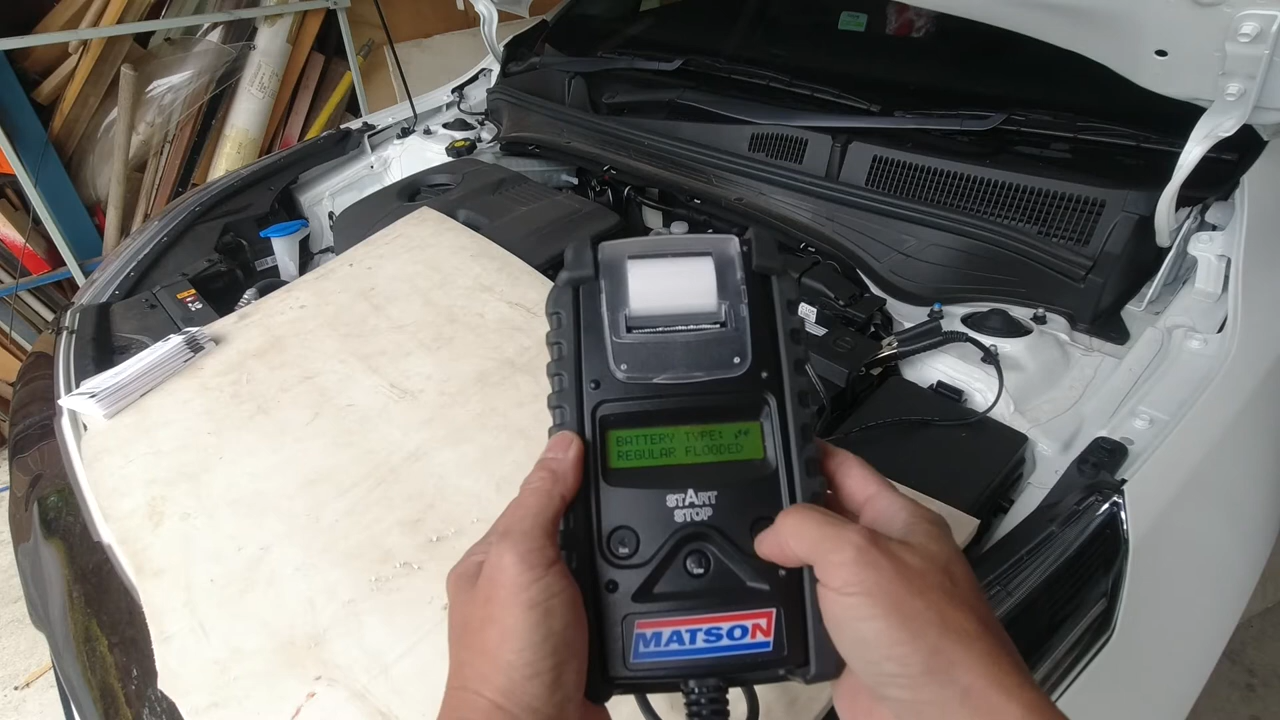 BATTERY TYPE:
REGULAR FLOODED
START
STOP
MATSON